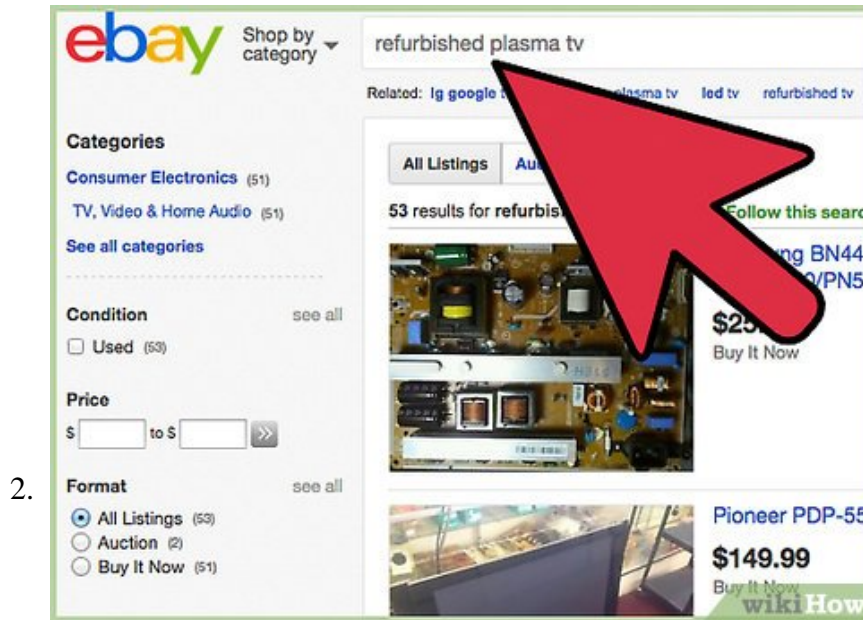 ebay
Shop by
category
refurbished plasma tv
Related: lg google plasma tv led tv refurbished tv
Categories
Consumer Electronics (51)
TV, Video & Home Audio (51)
See all categories
All Listings
53 results for
Follow this
BN44
Condition see all
Used (53)
Buy It Now
Price
$ to $
2.
Format see all
All Listings (53)
Auction (2)
Buy It Now (51)
Pioneer PDP-55
$149.99
Buy It Now
wikiHow